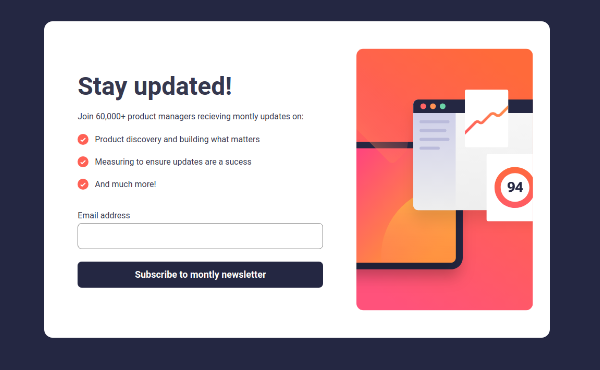 Stay updated!
Join 60,000+ product managers recieving montly updates on:
Product discovery and building what matters
Measuring to ensure updates are a sucess
And much more!
Email address
Subscribe to montly newsletter
94